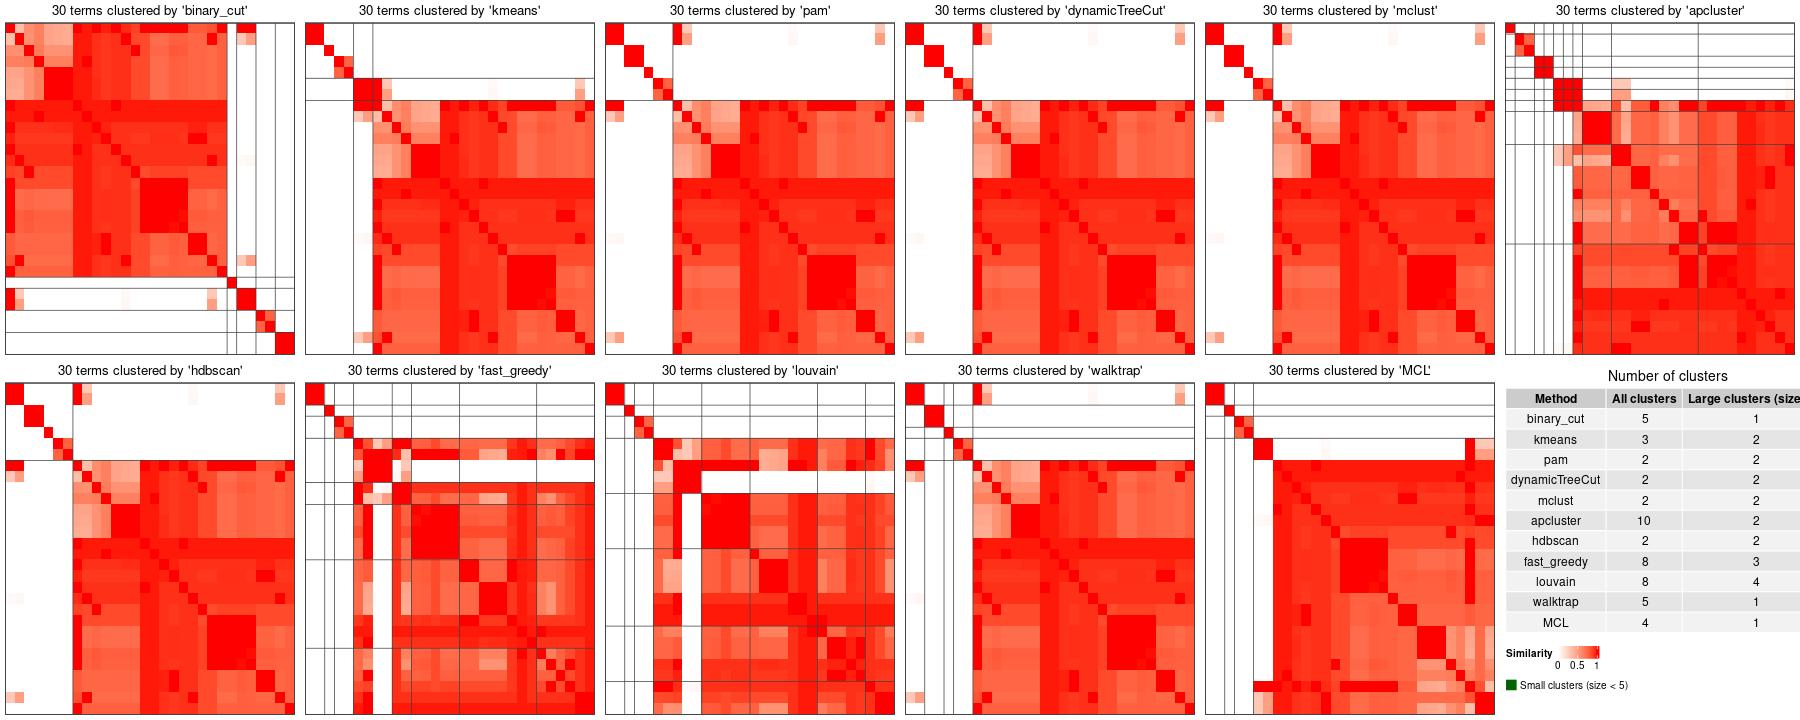 30 terms clustered by 'binary_cut'
30 terms clustered by 'kmeans'
30 terms clustered by 'pam'
30 terms clustered by 'dynamicTreeCut'
30 terms clustered by 'mclust'
30 terms clustered by 'apcluster'
30 terms clustered by 'hdbscan'
30 terms clustered by 'fast_greedy'
30 terms clustered by 'louvain'
30 terms clustered by 'walktrap'
30 terms clustered by 'MCL'
Number of clusters
Method All clusters Large clusters (size
binary_cut 5 1
kmeans 3 2
pam 2 2
dynamicTreeCut 2 2
mclust 2 2
apcluster 10 2
hdbscan 2 2
fast_greedy 8 3
louvain 8 4
walktrap 5 1
MCL 4 1
Similarity
0 0.5 1
Small clusters (size < 5)